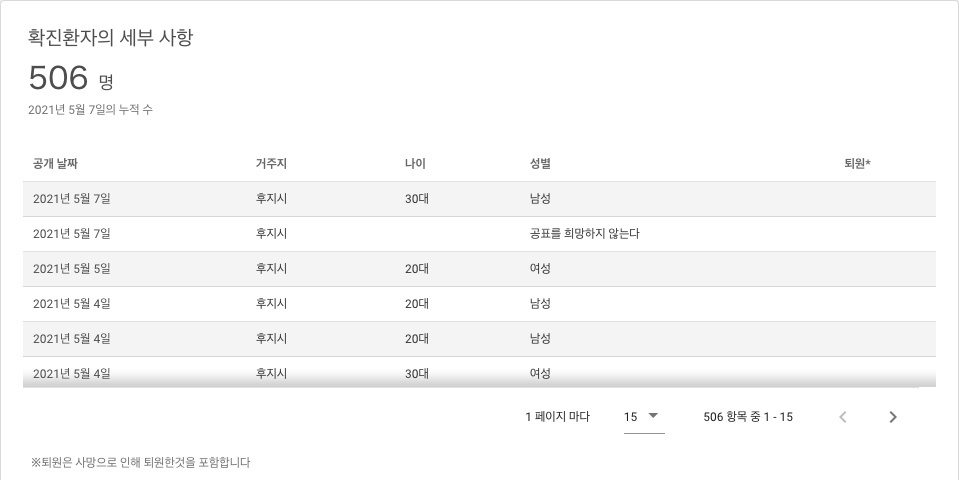 확진환자의 세부 사항
506 명
2021년 5월 7일의 누적 수
공개 날짜 거주지 나이 성별 퇴원*
2021년 5월 7일 후지시 30대 남성
2021년 5월 7일 후지시 공표를 희망하지 않는다
2021년 5월 5일 후지시 20대 여성
2021년 5월 4일 후지시 20대 남성
2021년 5월 4일 후지시 20대 남성
2021년 5월 4일 후지시 30대 여성
1 페이지 마다 15 506 항목 중 1 - 15
※퇴원은 사망으로 인해 퇴원한것을 포함합니다